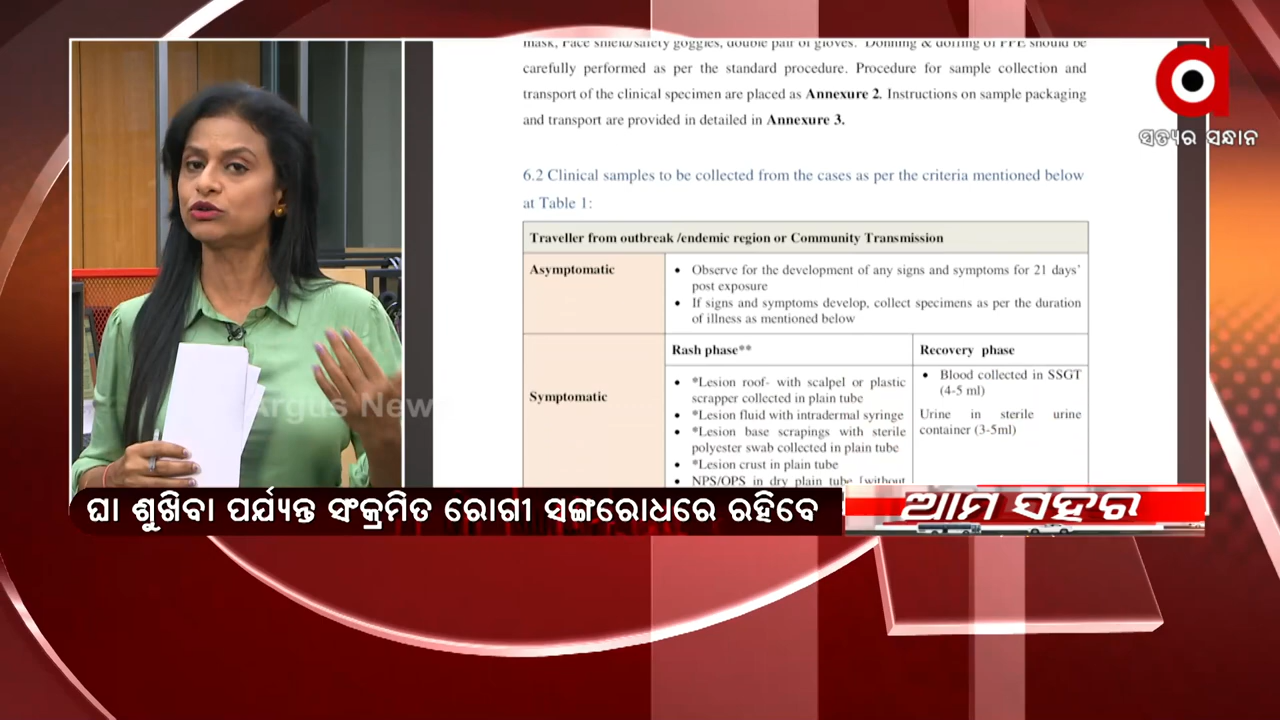 mask, Face shield/safety goggles, double pair of gloves. Donning & doffing of PPE should be
carefully performed as per the standard procedure. Procedure for sample collection and
transport of the clinical specimen are placed as Annexure 2. Instructions on sample packaging
and transport are provided in detailed in Annexure 3.
ସତ୍ୟର ସନ୍ଧାନ
6.2 Clinical samples to be collected from the cases as per the criteria mentioned below
at Table 1:
Traveller from outbreak /endemic region or Community Transmission
Asymptomatic
• Observe for the development of any signs and symptoms for 21 days'
post exposure
• If signs and symptoms develop, collect specimens as per the duration
of illness as mentioned below
Symptomatic
Rash phase**
• *Lesion roof- with scalpel or plastic
scrapper collected in plain tube
• *Lesion fluid with intradermal syringe
• *Lesion base scrapings with sterile
polyester swab collected in plain tube
• *Lesion crust in plain tube
• NPS/OPS in dry plain tube [without
Recovery phase
• Blood collected in SSGT
(4-5 ml)
Urine in sterile urine
container (3-5ml)
Argus News
ଘା ଶୁଖିବା ପର୍ଯ୍ୟନ୍ତ ସଂକ୍ରମିତ ରୋଗୀ ସଙ୍ଗରୋଧରେ ରହିବେ
ଆମ ସହର